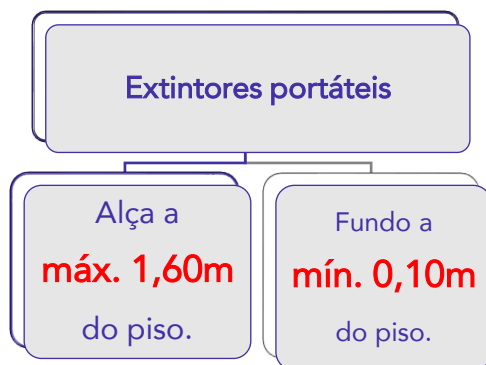 Extintores portáteis
Alça a
máx. 1,60m
do piso.
Fundo a
mín. 0,10m
do piso.